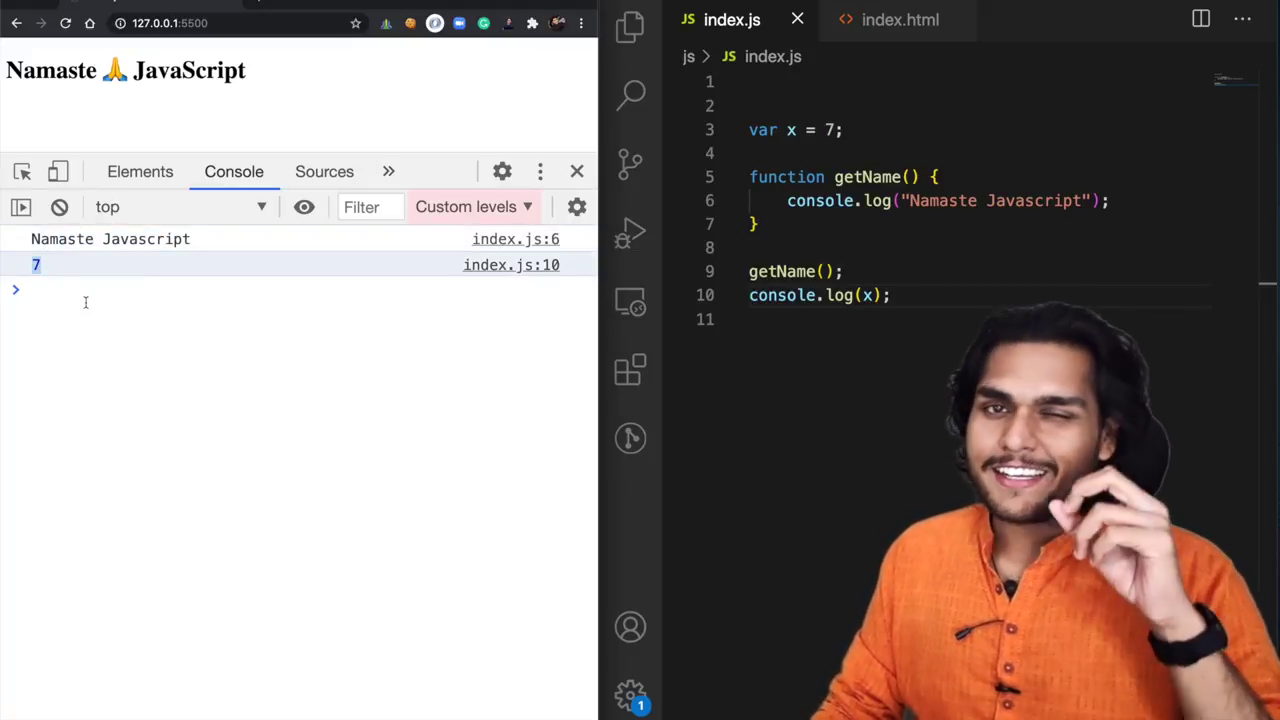 127.0.0.1:5500
Namaste 🙏 JavaScript
Elements Console Sources »
top Filter Custom levels ▼
Namaste Javascript index.js:6
7 index.js:10
>
JS index.js × <> index.html ...
js > JS index.js
1
2
3 var x = 7;
4
5 function getName() {
6 console.log("Namaste Javascript");
7 }
8
9 getName();
10 console.log(x);
11
1